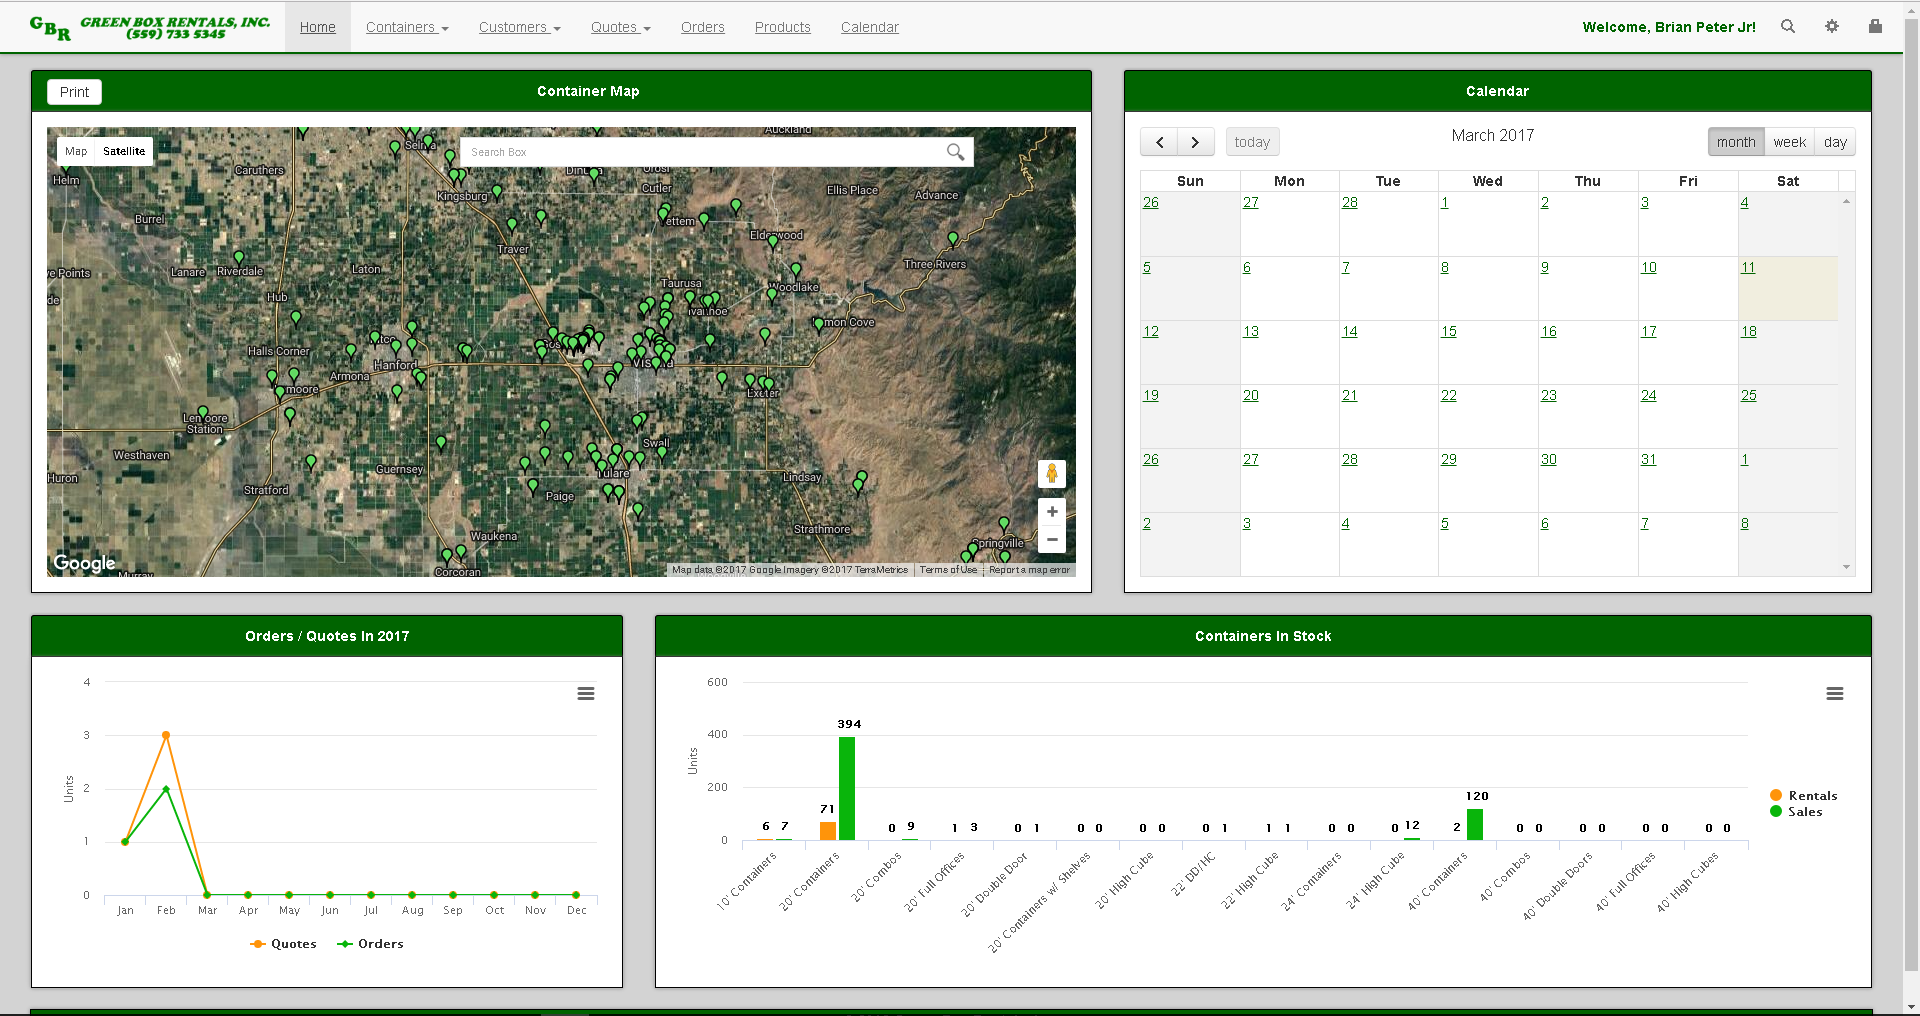 GBR GREEN BOX RENTALS, INC.
(559) 733 5345
Home Containers Customers Quotes Orders Products Calendar
Welcome, Brian Peter Jr!
Print
Container Map
Map Satellite
Search Box
Auckland
Selma
Helm
Caruthers
Kingsburg
Cutler
Ellis Place
Advance
Burrel
ettem
Traver
Elderwood
Three Rivers
ve Points
Lanare
Riverdale
Laton
Taurusa
Woodlake
de
Hub
Ivanhoe
mon Cove
Halls Corner
Hanford
Armona
moore
Exeter
Lemoore
Station
Westhaven
Swall
Huron
Guernsey
Tulare
Lindsay
Stratford
Paige
Strathmore
Waukena
Springville
Corcoran
Google
Map data ©2017 Google Imagery ©2017 TerraMetrics Terms of Use Report a map error
Calendar
today
March 2017
month week day
Sun Mon Tue Wed Thu Fri Sat
26 27 28 1 2 3 4
5 6 7 8 9 10 11
12 13 14 15 16 17 18
19 20 21 22 23 24 25
26 27 28 29 30 31 1
2 3 4 5 6 7 8
Orders / Quotes In 2017
4
3
2
1
0
Units
Jan Feb Mar Apr May Jun Jul Aug Sep Oct Nov Dec
Quotes Orders
Containers In Stock
600
400
200
0
Units
6 7 71 394 0 9 1 3 0 1 0 0 0 0 0 1 1 1 0 0 0 12 2 120 0 0 0 0 0 0 0 0
10' Containers
20' Containers
20' Combos
20' Full Offices
20' Double Door
20' Containers w/ Shelves
20' High Cube
22' DD/HC
22' High Cube
24' Containers
24' High Cube
40' Containers
40' Combos
40' Double Doors
40' Full Offices
40' High Cubes
Rentals
Sales